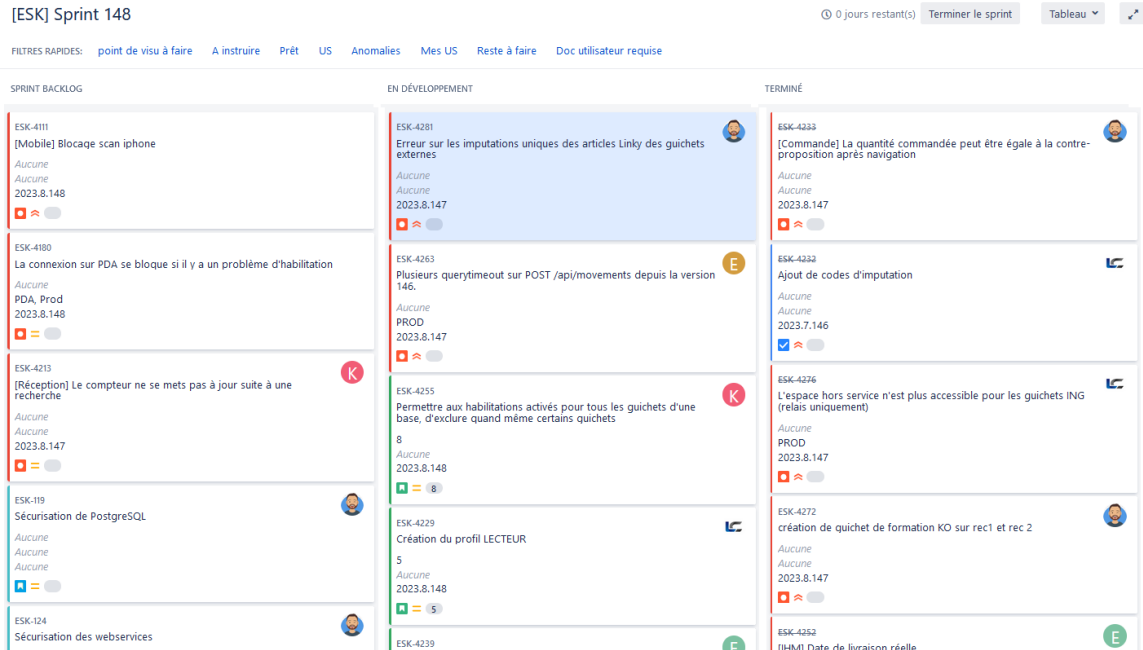 [ESK] Sprint 148
0 jours restant(s)
Terminer le sprint
Tableau
FILTRES RAPIDES:
point de visu à faire
A instruire
Prêt
US
Anomalies
Mes US
Reste à faire
Doc utilisateur requise
SPRINT BACKLOG
ESK-4111
[Mobile] Blocage scan iphone
Aucune
Aucune
2023.8.148
ESK-4180
La connexion sur PDA se bloque si il y a un problème d'habilitation
Aucune
PDA, Prod
2023.8.148
ESK-4213
K
[Réception] Le compteur ne se mets pas à jour suite à une
recherche
Aucune
Aucune
2023.8.147
ESK-119
Sécurisation de PostgreSQL
Aucune
Aucune
Aucune
ESK-124
Sécurisation des webservices
EN DÉVELOPPEMENT
ESK-4281
Erreur sur les imputations uniques des articles Linky des guichets
externes
Aucune
Aucune
2023.8.147
ESK-4263
E
Plusieurs querytimeout sur POST /api/movements depuis la version
146.
Aucune
PROD
2023.8.147
ESK-4255
K
Permettre aux habilitations activés pour tous les guichets d'une
base, d'exclure quand même certains guichets
8
Aucune
2023.8.148
8
ESK-4229
LC
Création du profil LECTEUR
5
Aucune
2023.8.148
5
ESK-4239
E
TERMINÉ
ESK-4233
[Commande] La quantité commandée peut être égale à la contre-
proposition après navigation
Aucune
Aucune
2023.8.147
ESK-4232
LC
Ajout de codes d'imputation
Aucune
Aucune
2023.7.146
ESK-4276
LC
L'espace hors service n'est plus accessible pour les guichets ING
(relais uniquement)
Aucune
PROD
2023.8.147
ESK-4272
création de guichet de formation KO sur rec1 et rec 2
Aucune
Aucune
2023.8.147
ESK-4252
E
[IHM] Date de livraison réelle